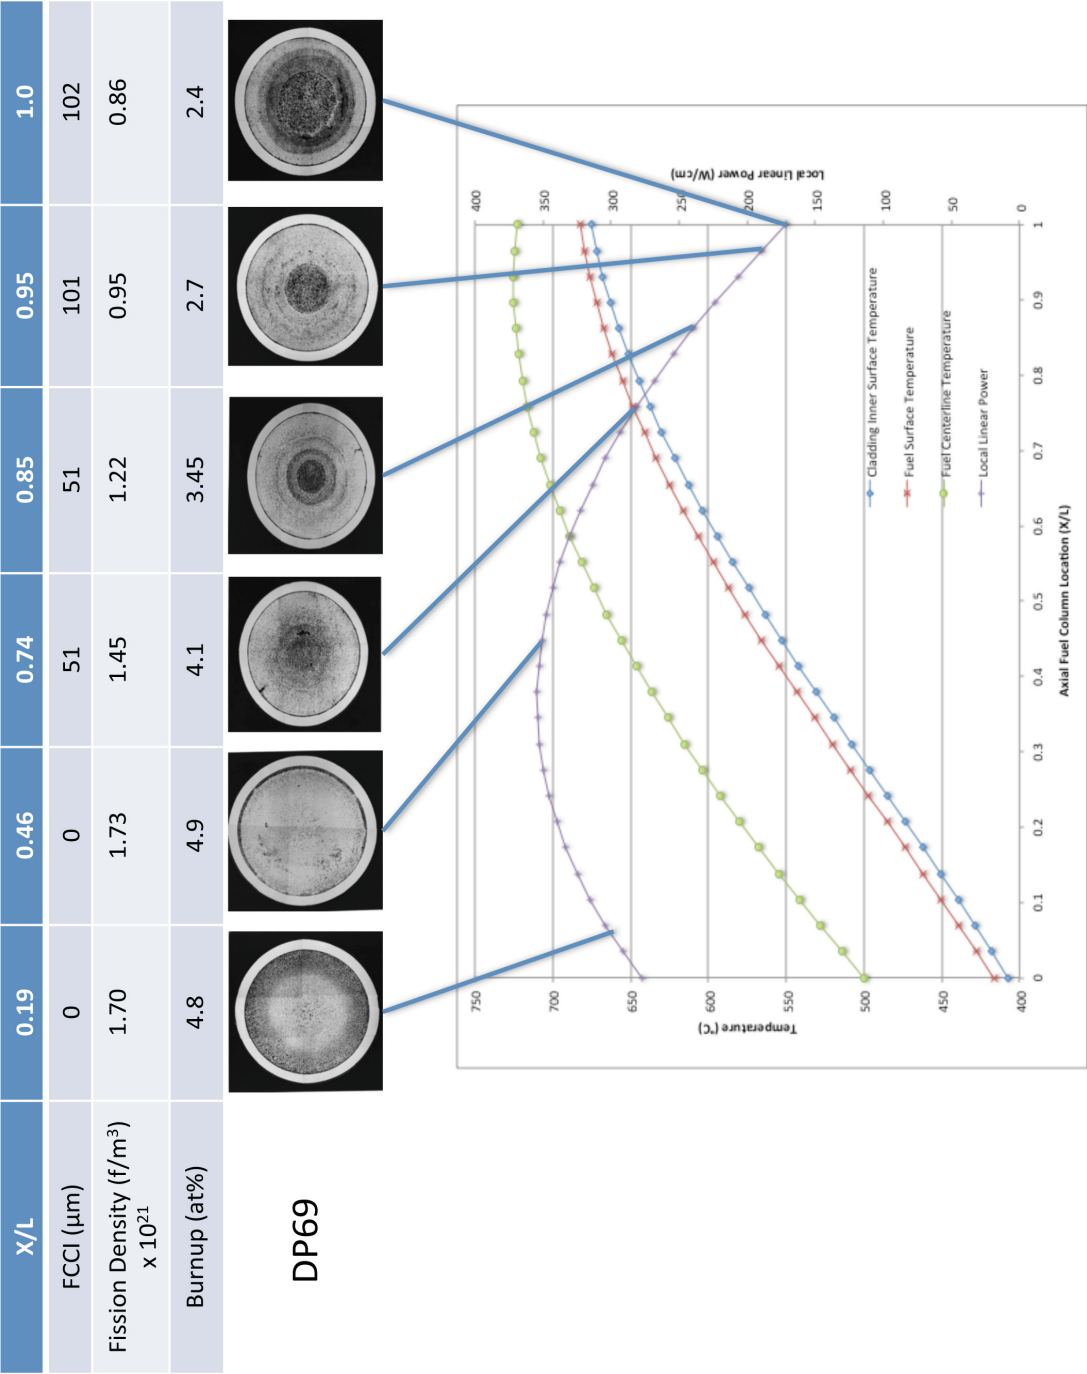 X/L 0.19 0.46 0.74 0.85 0.95 1.0
FCCI (μm) 0 0 51 51 101 102
Fission Density (f/m³)
x 10²¹ 1.70 1.73 1.45 1.22 0.95 0.86
Burnup (at%) 4.8 4.9 4.1 3.45 2.7 2.4
DP69
750
700
650
600
550
500
450
400
Temperature (°C)
400
350
300
250
200
150
100
50
0
Local Linear Power (W/cm)
Cladding Inner Surface Temperature
Fuel Surface Temperature
Fuel Centerline Temperature
Local Linear Power
0 0.1 0.2 0.3 0.4 0.5 0.6 0.7 0.8 0.9 1
Axial Fuel Column Location (X/L)